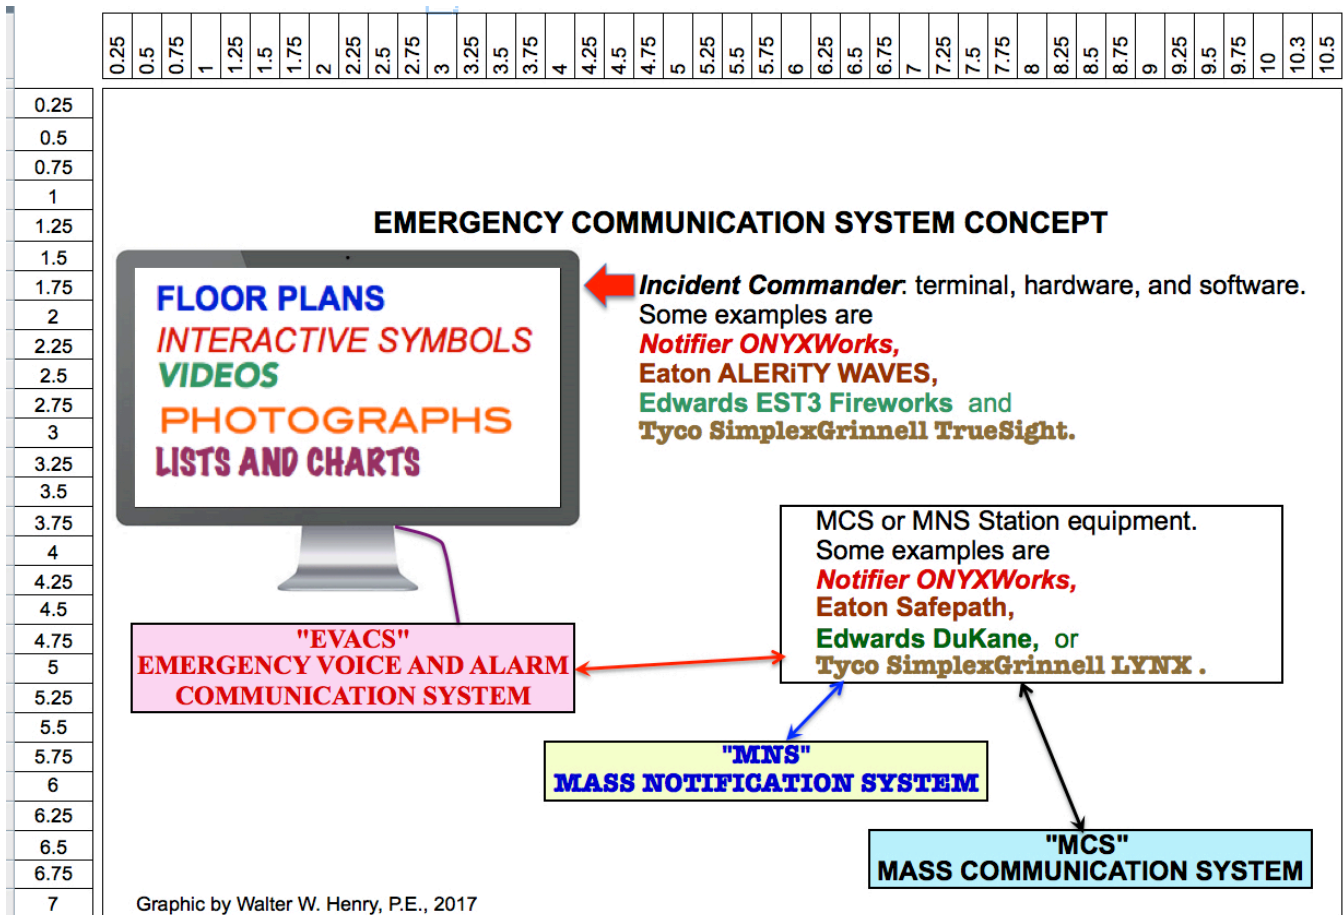 0.25 0.5 0.75 1 1.25 1.5 1.75 2 2.25 2.5 2.75 3 3.25 3.5 3.75 4 4.25 4.5 4.75 5 5.25 5.5 5.75 6 6.25 6.5 6.75 7 7.25 7.5 7.75 8 8.25 8.5 8.75 9 9.25 9.5 9.75 10 10.3 10.5
0.25
0.5
0.75
1
1.25
1.5
1.75
2
2.25
2.5
2.75
3
3.25
3.5
3.75
4
4.25
4.5
4.75
5
5.25
5.5
5.75
6
6.25
6.5
6.75
7
EMERGENCY COMMUNICATION SYSTEM CONCEPT
FLOOR PLANS
INTERACTIVE SYMBOLS
VIDEOS
PHOTOGRAPHS
LISTS AND CHARTS
Incident Commander: terminal, hardware, and software.
Some examples are
Notifier ONYXWorks,
Eaton ALERiTY WAVES,
Edwards EST3 Fireworks and
Tyco SimplexGrinnell TrueSight.
MCS or MNS Station equipment.
Some examples are
Notifier ONYXWorks,
Eaton Safepath,
Edwards DuKane, or
Tyco SimplexGrinnell LYNX .
"EVACS"
EMERGENCY VOICE AND ALARM
COMMUNICATION SYSTEM
"MNS"
MASS NOTIFICATION SYSTEM
"MCS"
MASS COMMUNICATION SYSTEM
Graphic by Walter W. Henry, P.E., 2017